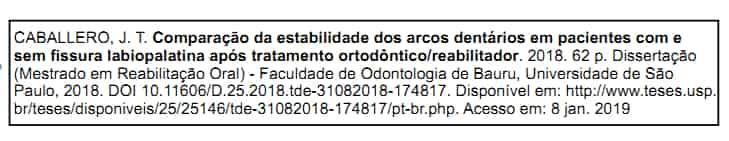 CABALLERO, J. T. Comparação da estabilidade dos arcos dentários em pacientes com e
sem fissura labiopalatina após tratamento ortodôntico/reabilitador. 2018. 62 p. Dissertação
(Mestrado em Reabilitação Oral) - Faculdade de Odontologia de Bauru, Universidade de São
Paulo, 2018. DOI 10.11606/D.25.2018.tde-31082018-174817. Disponível em: http://www.teses.usp.
br/teses/disponiveis/25/25146/tde-31082018-174817/pt-br.php. Acesso em: 8 jan. 2019